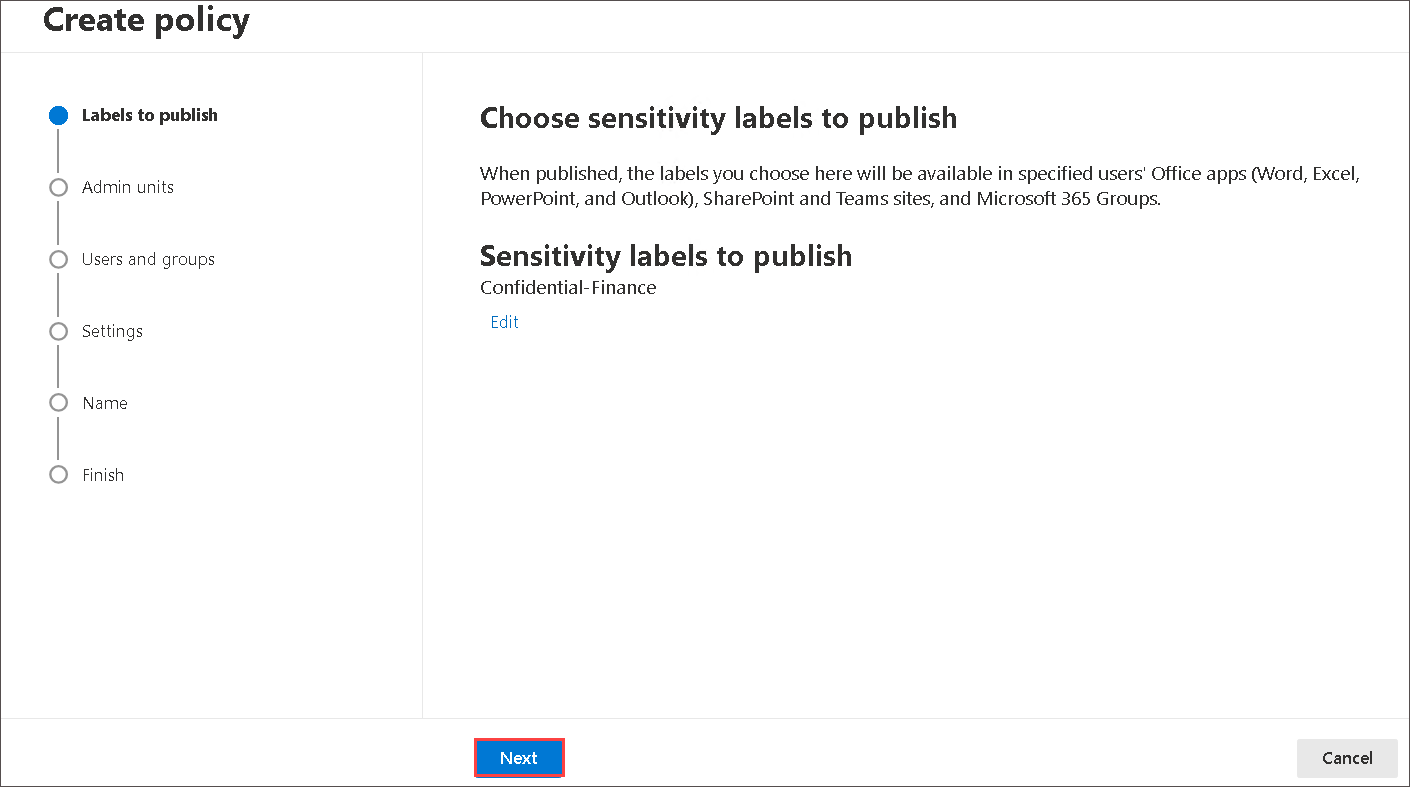 Create policy
Labels to publish
Admin units
Users and groups
Settings
Name
Finish
Choose sensitivity labels to publish
When published, the labels you choose here will be available in specified users' Office apps (Word, Excel,
PowerPoint, and Outlook), SharePoint and Teams sites, and Microsoft 365 Groups.
Sensitivity labels to publish
Confidential-Finance
Edit
Next
Cancel